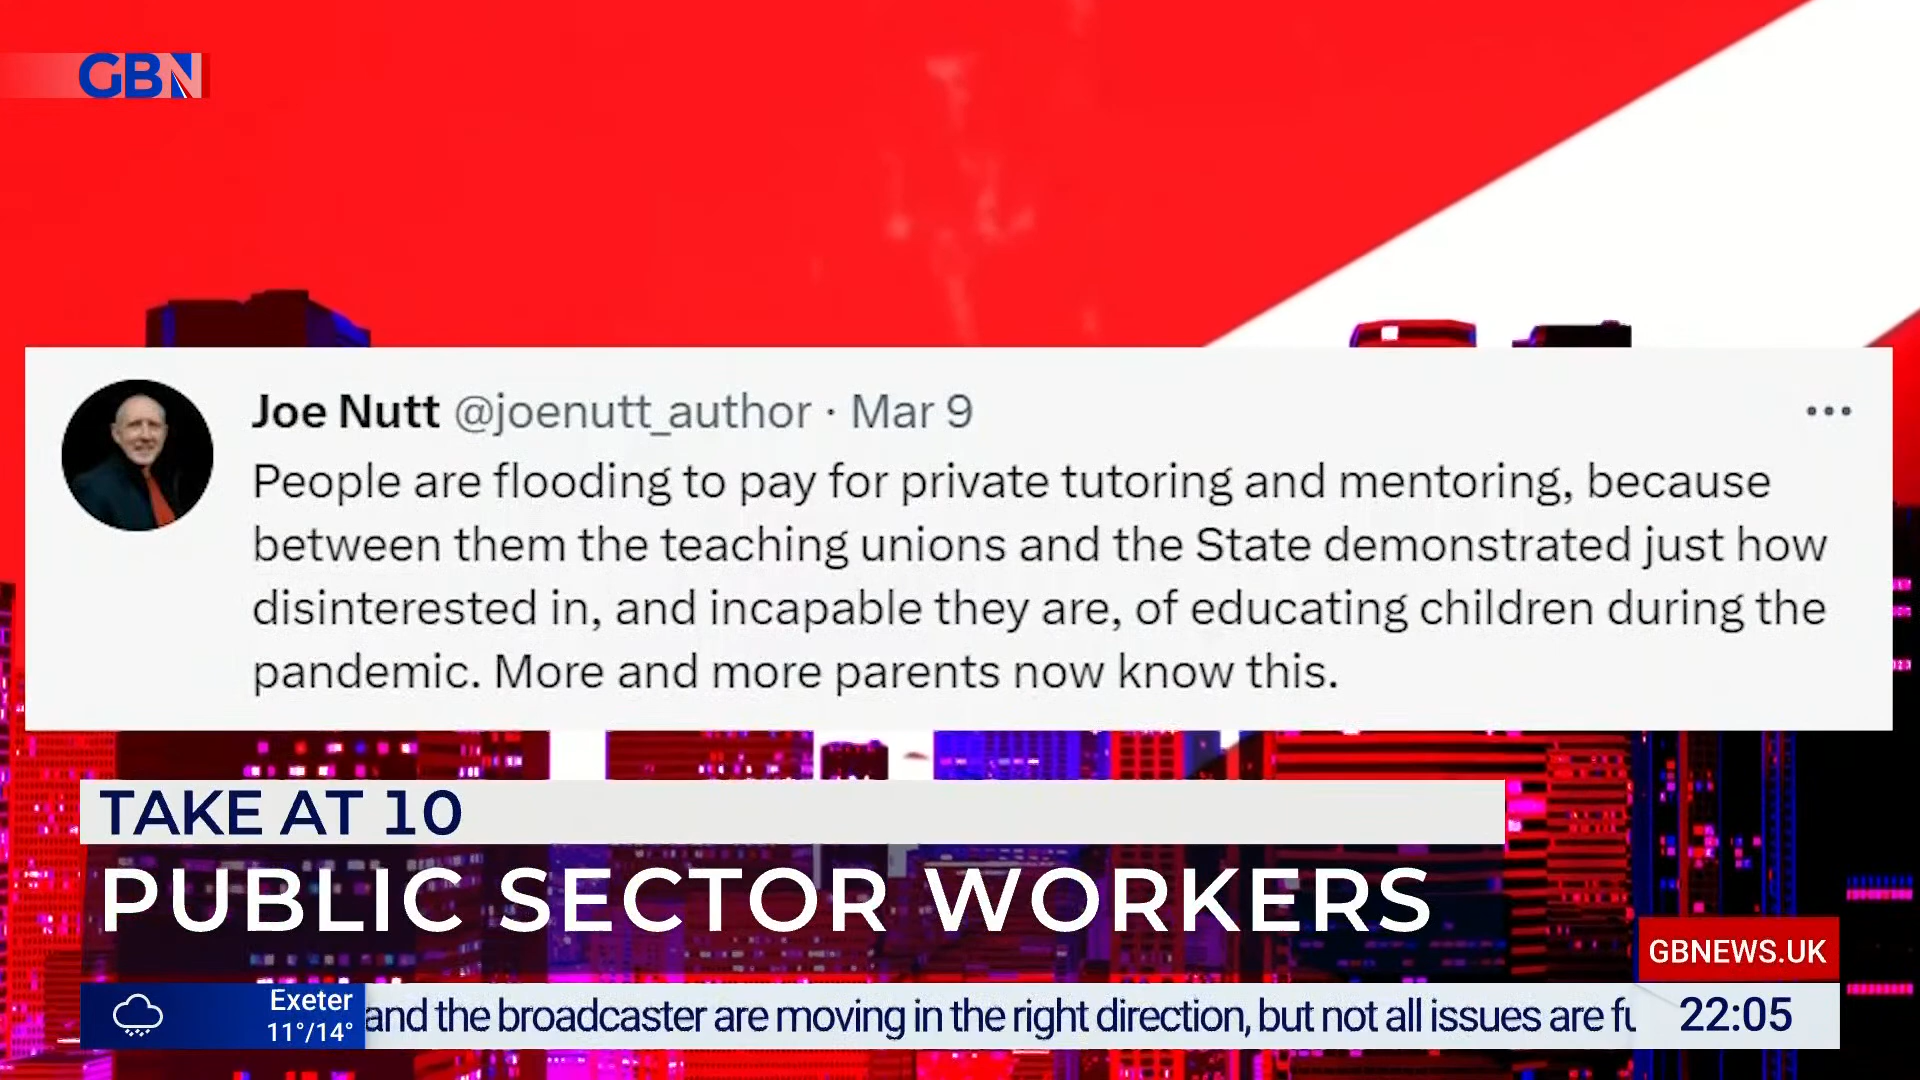 GBN
Joe Nutt @joenutt_author · Mar 9
People are flooding to pay for private tutoring and mentoring, because
between them the teaching unions and the State demonstrated just how
disinterested in, and incapable they are, of educating children during the
pandemic. More and more parents now know this.
TAKE AT 10
PUBLIC SECTOR WORKERS
GBNEWS.UK
Exeter
11°/14°
and the broadcaster are moving in the right direction, but not all issues are fu
22:05